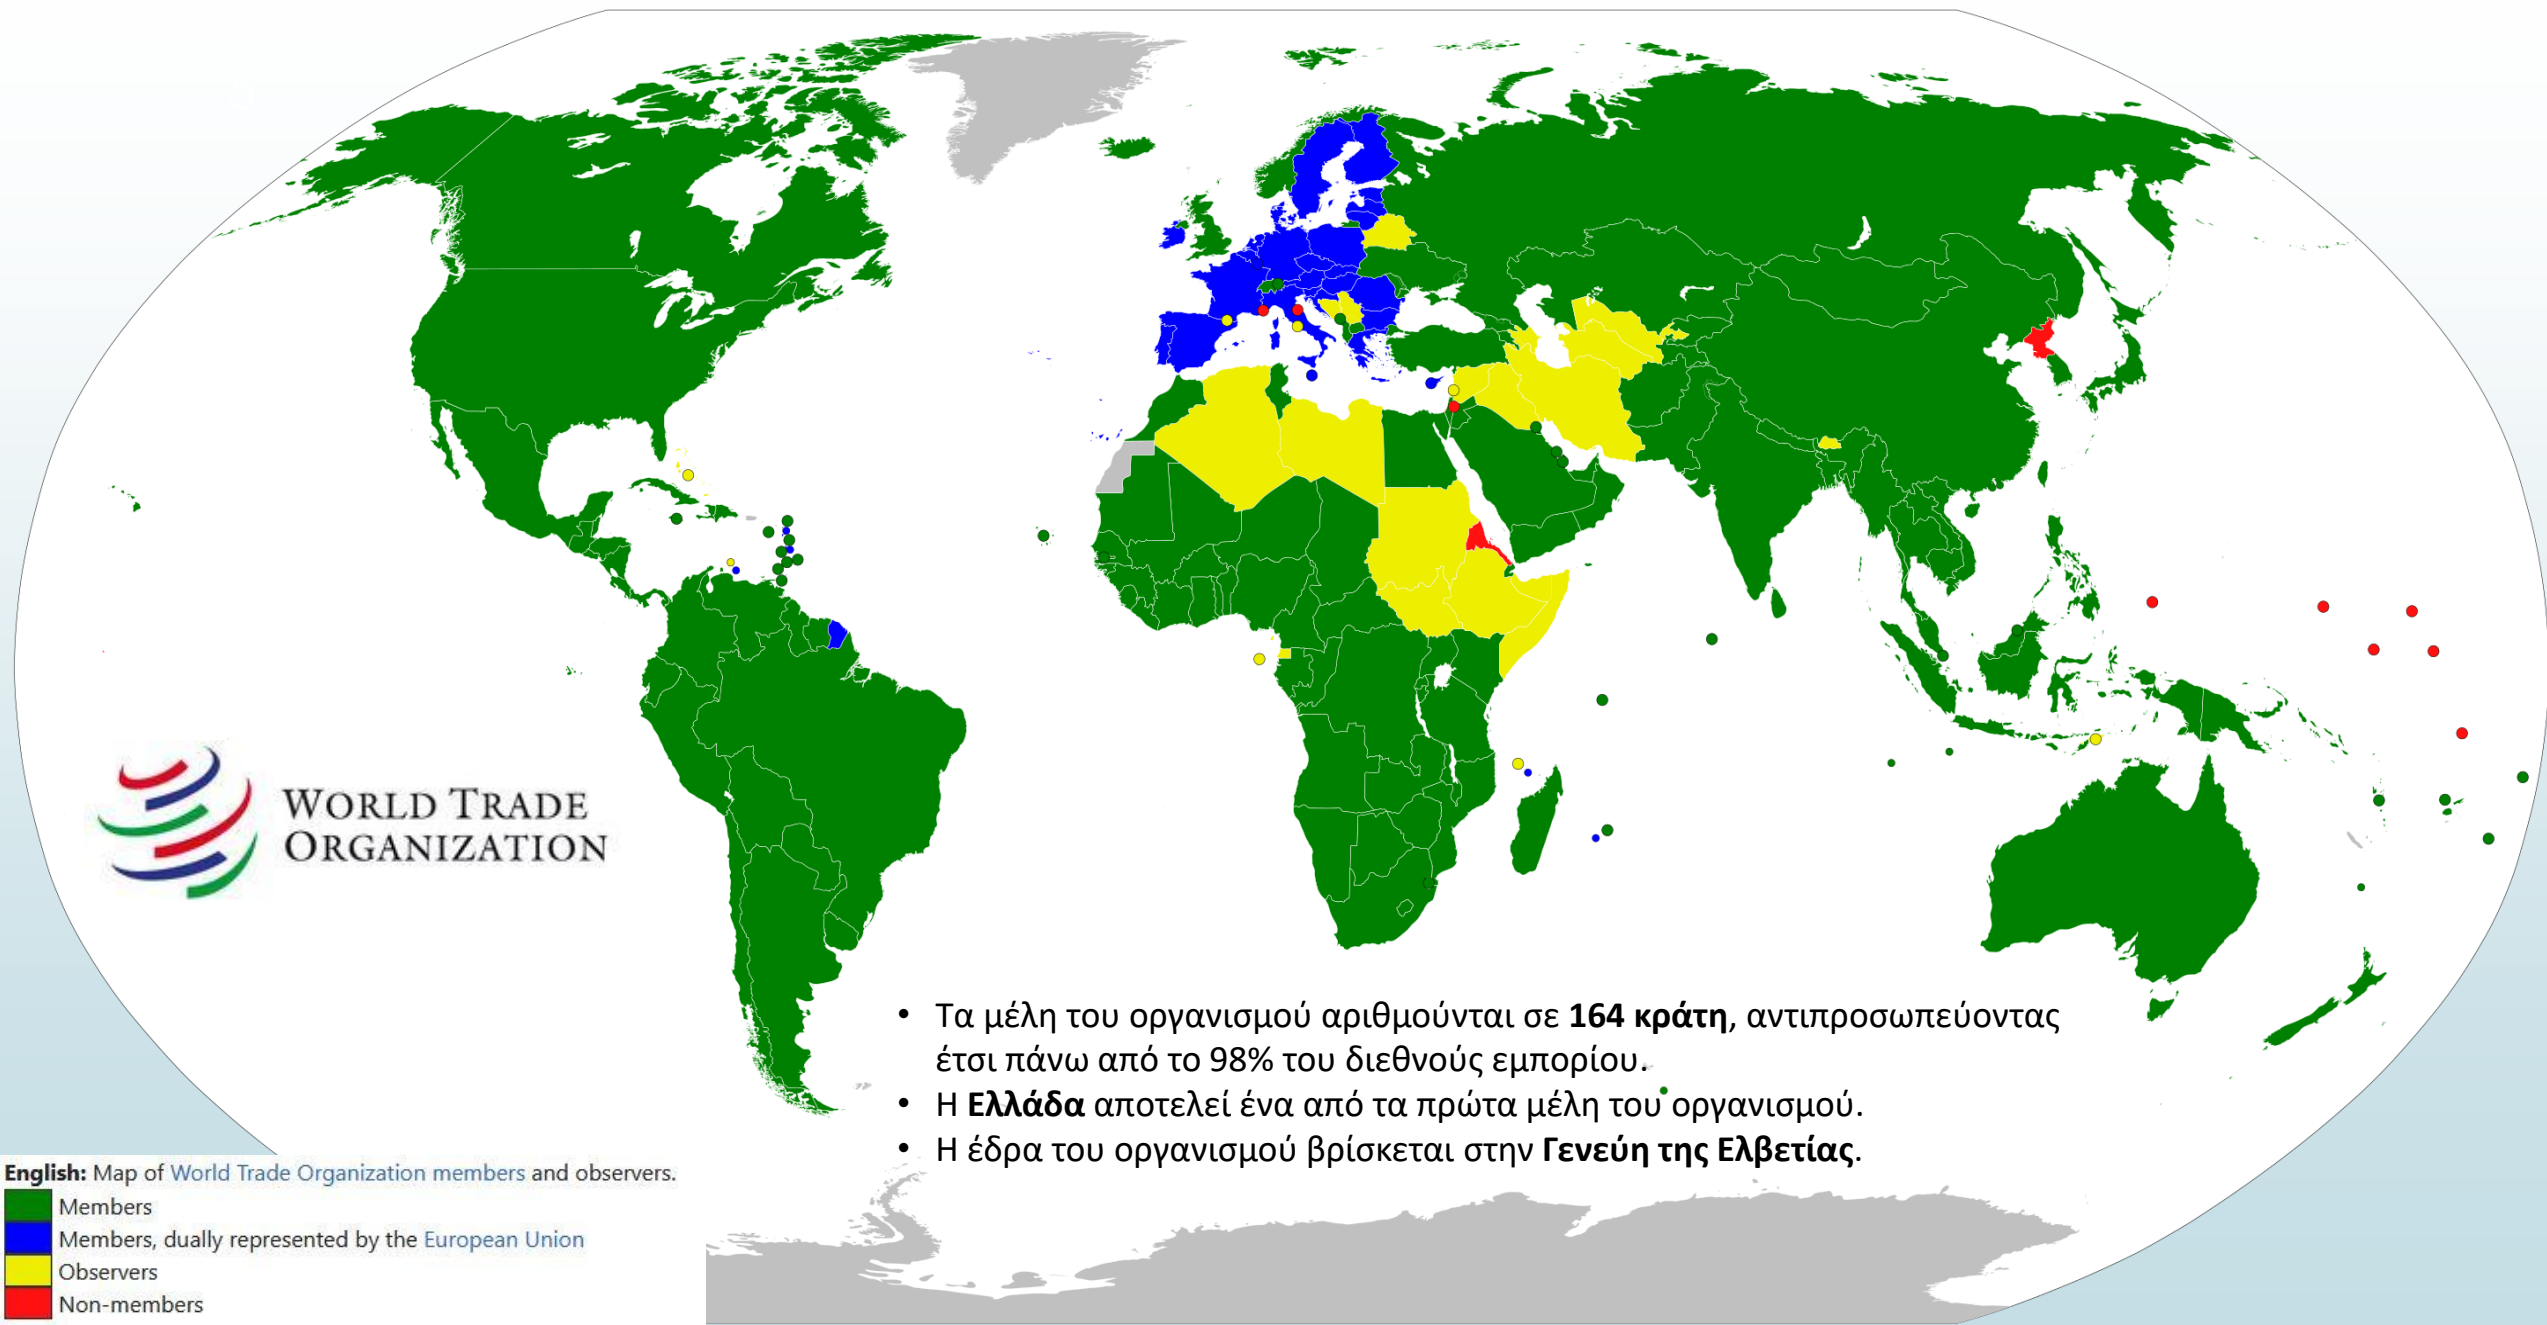 WORLD TRADE
ORGANIZATION
• Τα μέλη του οργανισμού αριθμούνται σε 164 κράτη, αντιπροσωπεύοντας
έτσι πάνω από το 98% του διεθνούς εμπορίου.
• Η Ελλάδα αποτελεί ένα από τα πρώτα μέλη του οργανισμού.
• Η έδρα του οργανισμού βρίσκεται στην Γενεύη της Ελβετίας.
English: Map of World Trade Organization members and observers.
Members
Members, dually represented by the European Union
Observers
Non-members